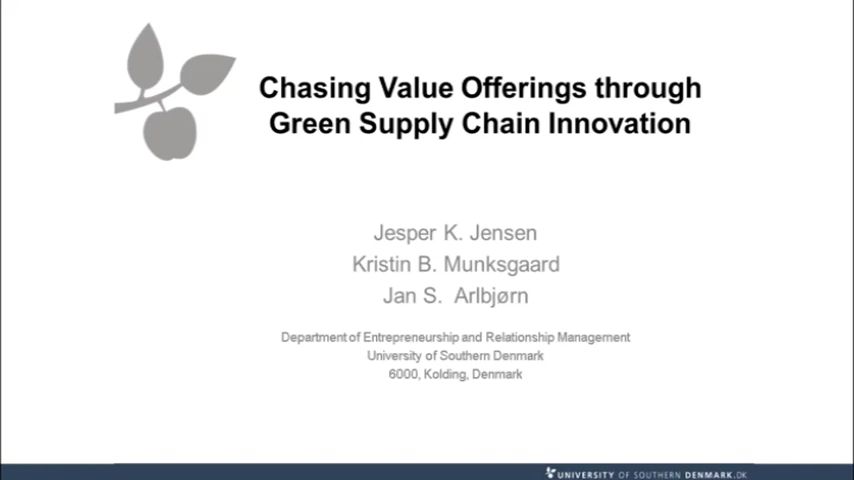 Chasing Value Offerings through
Green Supply Chain Innovation
Jesper K. Jensen
Kristin B. Munksgaard
Jan S. Arlbjørn
Department of Entrepreneurship and Relationship Management
University of Southern Denmark
6000, Kolding, Denmark
UNIVERSITY OF SOUTHERN DENMARK.DK